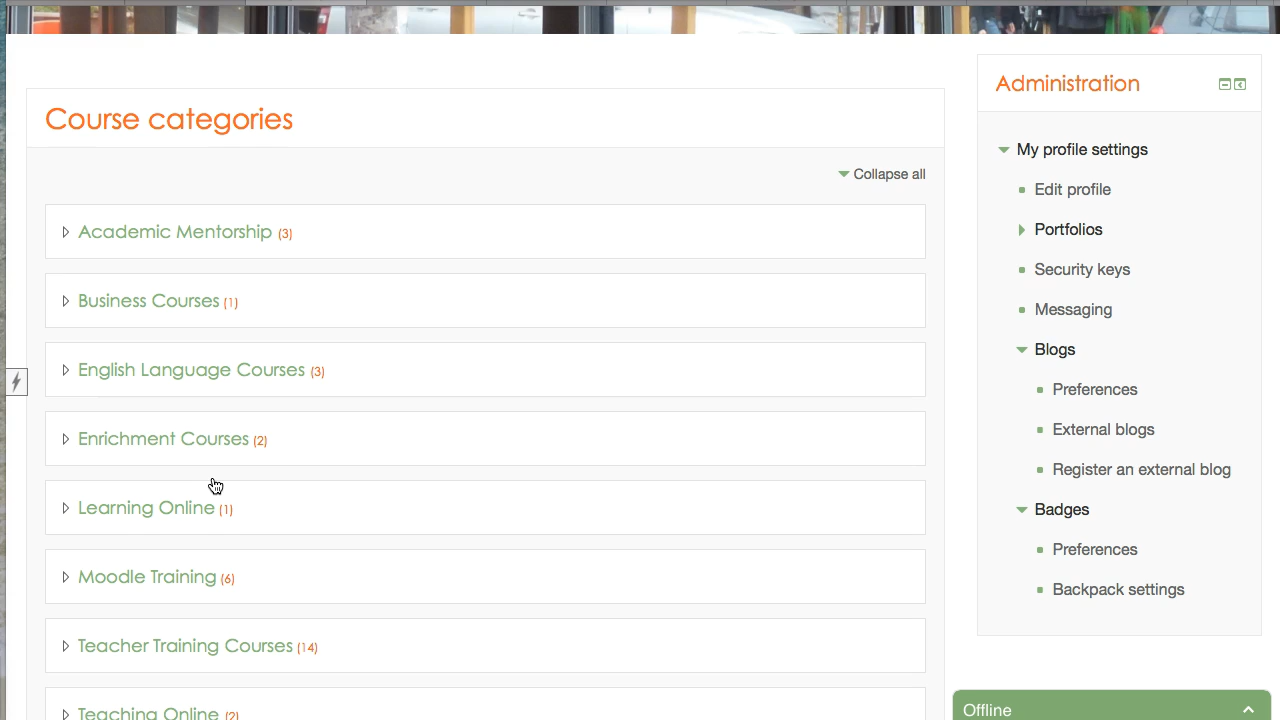 Course categories
Collapse all
Academic Mentorship (3)
Business Courses (1)
English Language Courses (3)
Enrichment Courses (2)
Learning Online (1)
Moodle Training (6)
Teacher Training Courses (14)
Teaching Online (2)
Administration
My profile settings
Edit profile
Portfolios
Security keys
Messaging
Blogs
Preferences
External blogs
Register an external blog
Badges
Preferences
Backpack settings
Offline